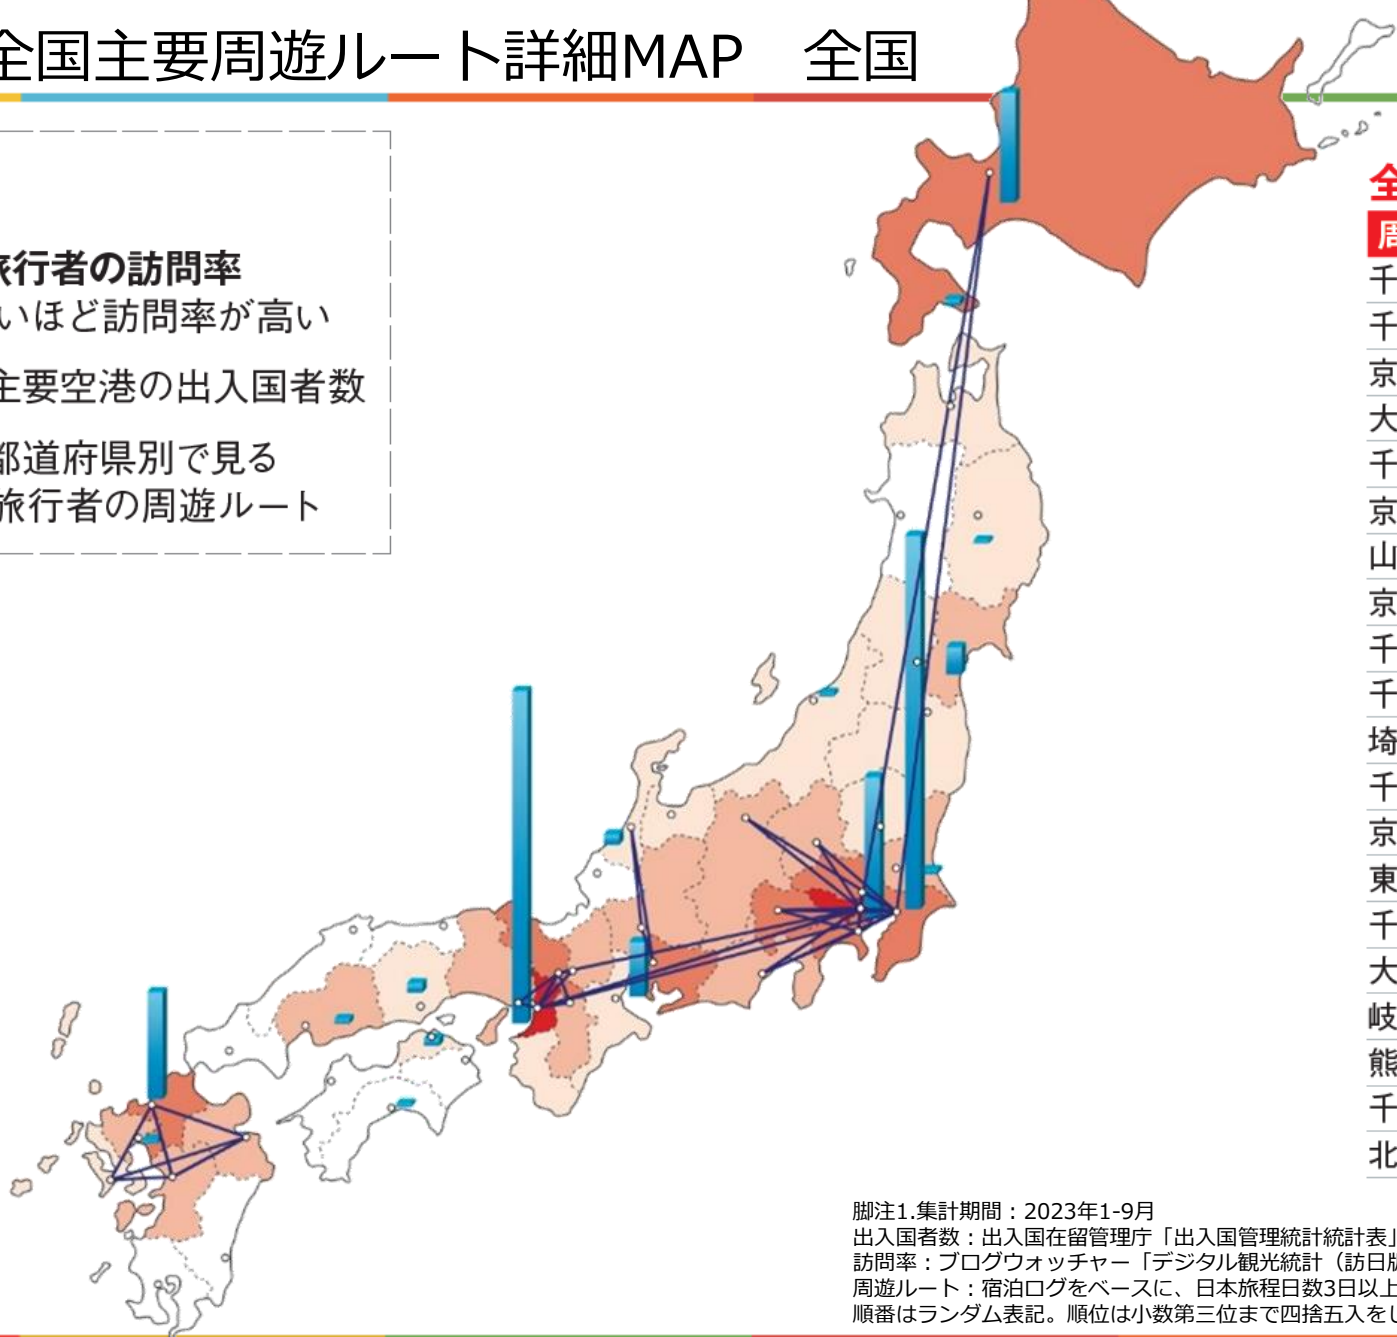 全国主要周遊ルート詳細MAP　全国
旅行者の訪問率
いほど訪問率が高い
主要空港の出入国者数
都道府県別で見る
旅行者の周遊ルート
全
周
千
千
京
大
千
京
山
京
千
千
埼
千
京
東
千
大
岐
熊
千
北
脚注1.集計期間：2023年1-9月
出入国者数：出入国在留管理庁「出入国管理統計統計表」
訪問率：ブログウォッチャー「デジタル観光統計（訪日版
周遊ルート：宿泊ログをベースに、日本旅程日数3日以上
順番はランダム表記。順位は小数第三位まで四捨五入をし